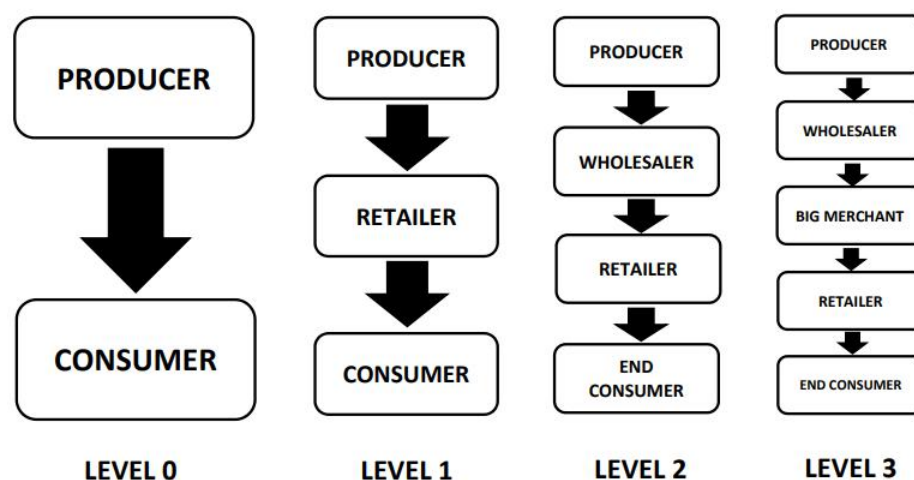 PRODUCER
CONSUMER
LEVEL 0
PRODUCER
RETAILER
CONSUMER
LEVEL 1
PRODUCER
WHOLESALER
RETAILER
END
CONSUMER
LEVEL 2
PRODUCER
WHOLESALER
BIG MERCHANT
RETAILER
END CONSUMER
LEVEL 3